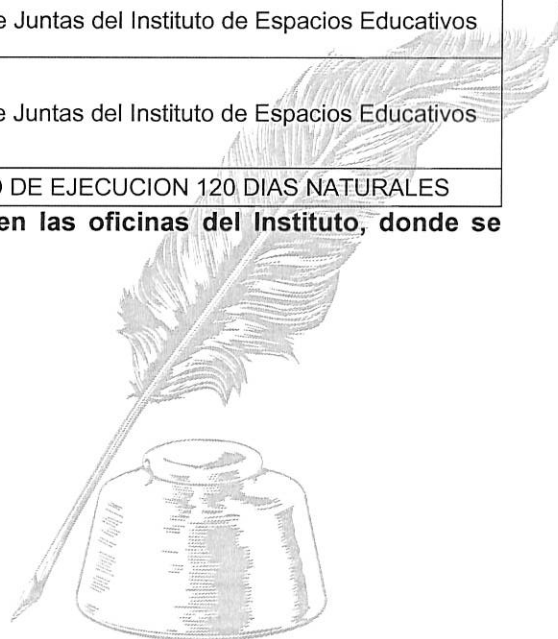 Juntas del Instituto de Espacios Educativos
Juntas del Instituto de Espacios Educativos
DE EJECUCION 120 DIAS NATURALES
en las oficinas del Instituto, donde se